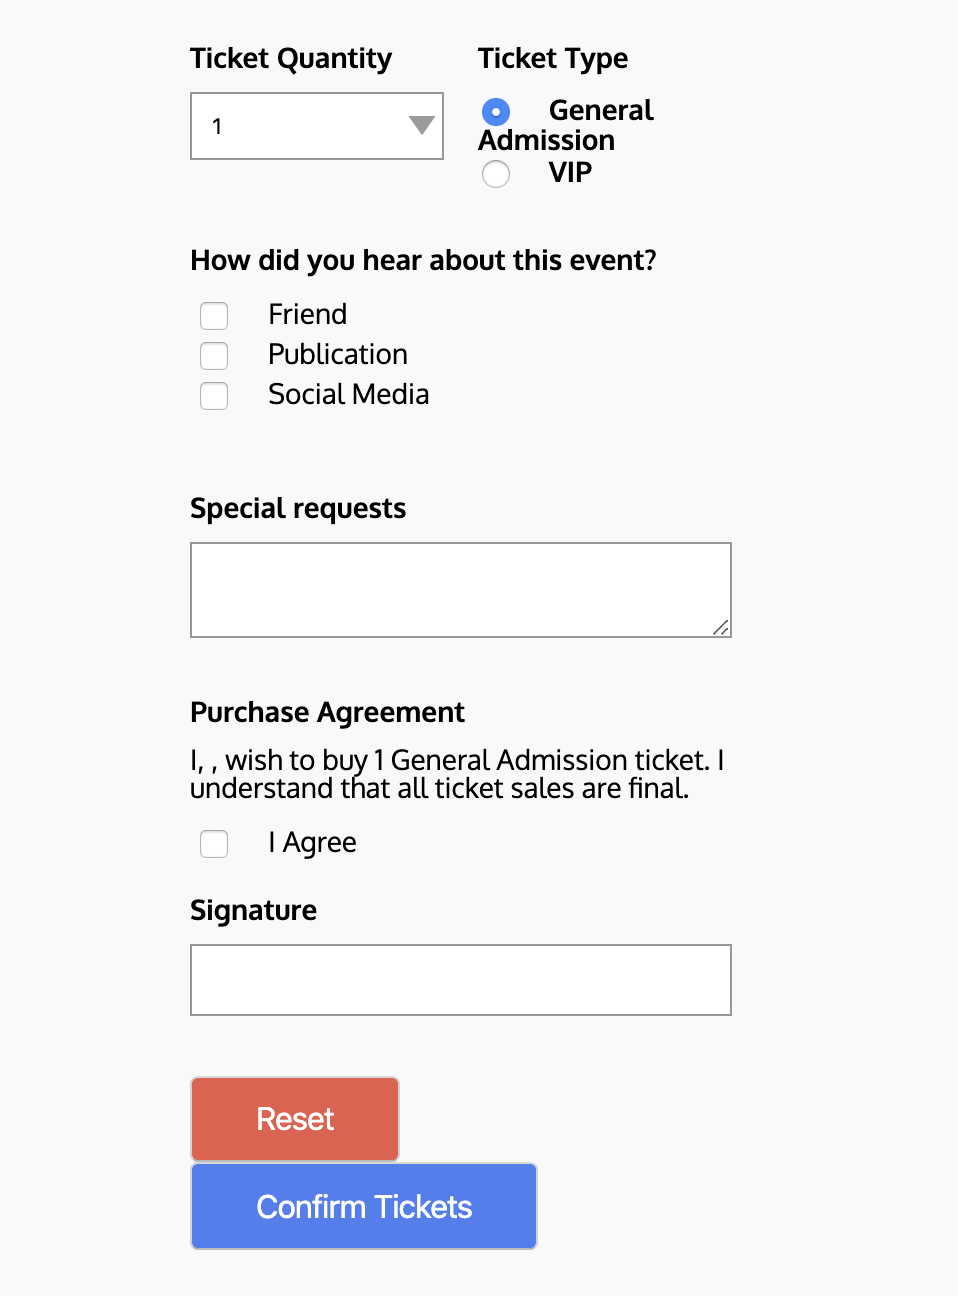 Ticket Quantity
Ticket Type
1
General
Admission
VIP
How did you hear about this event?
Friend
Publication
Social Media
Special requests
Purchase Agreement
I, , wish to buy 1 General Admission ticket. I
understand that all ticket sales are final.
I Agree
Signature
Reset
Confirm Tickets